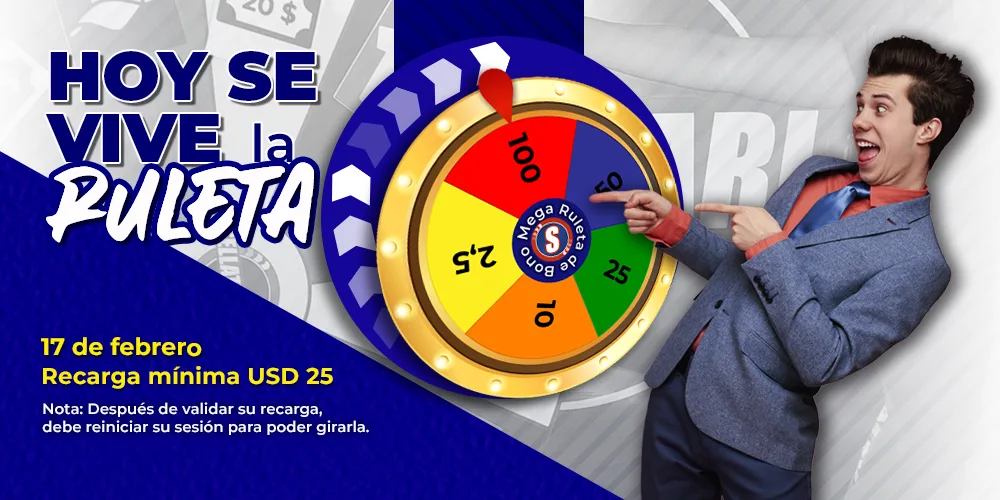 20 $
HOY SE
VIVE la
RULETA
100
50
25
10
2,5
Mega Ruleta de Bono
S
17 de febrero
Recarga mínima USD 25
Nota: Después de validar su recarga,
debe reiniciar su sesión para poder girarla.